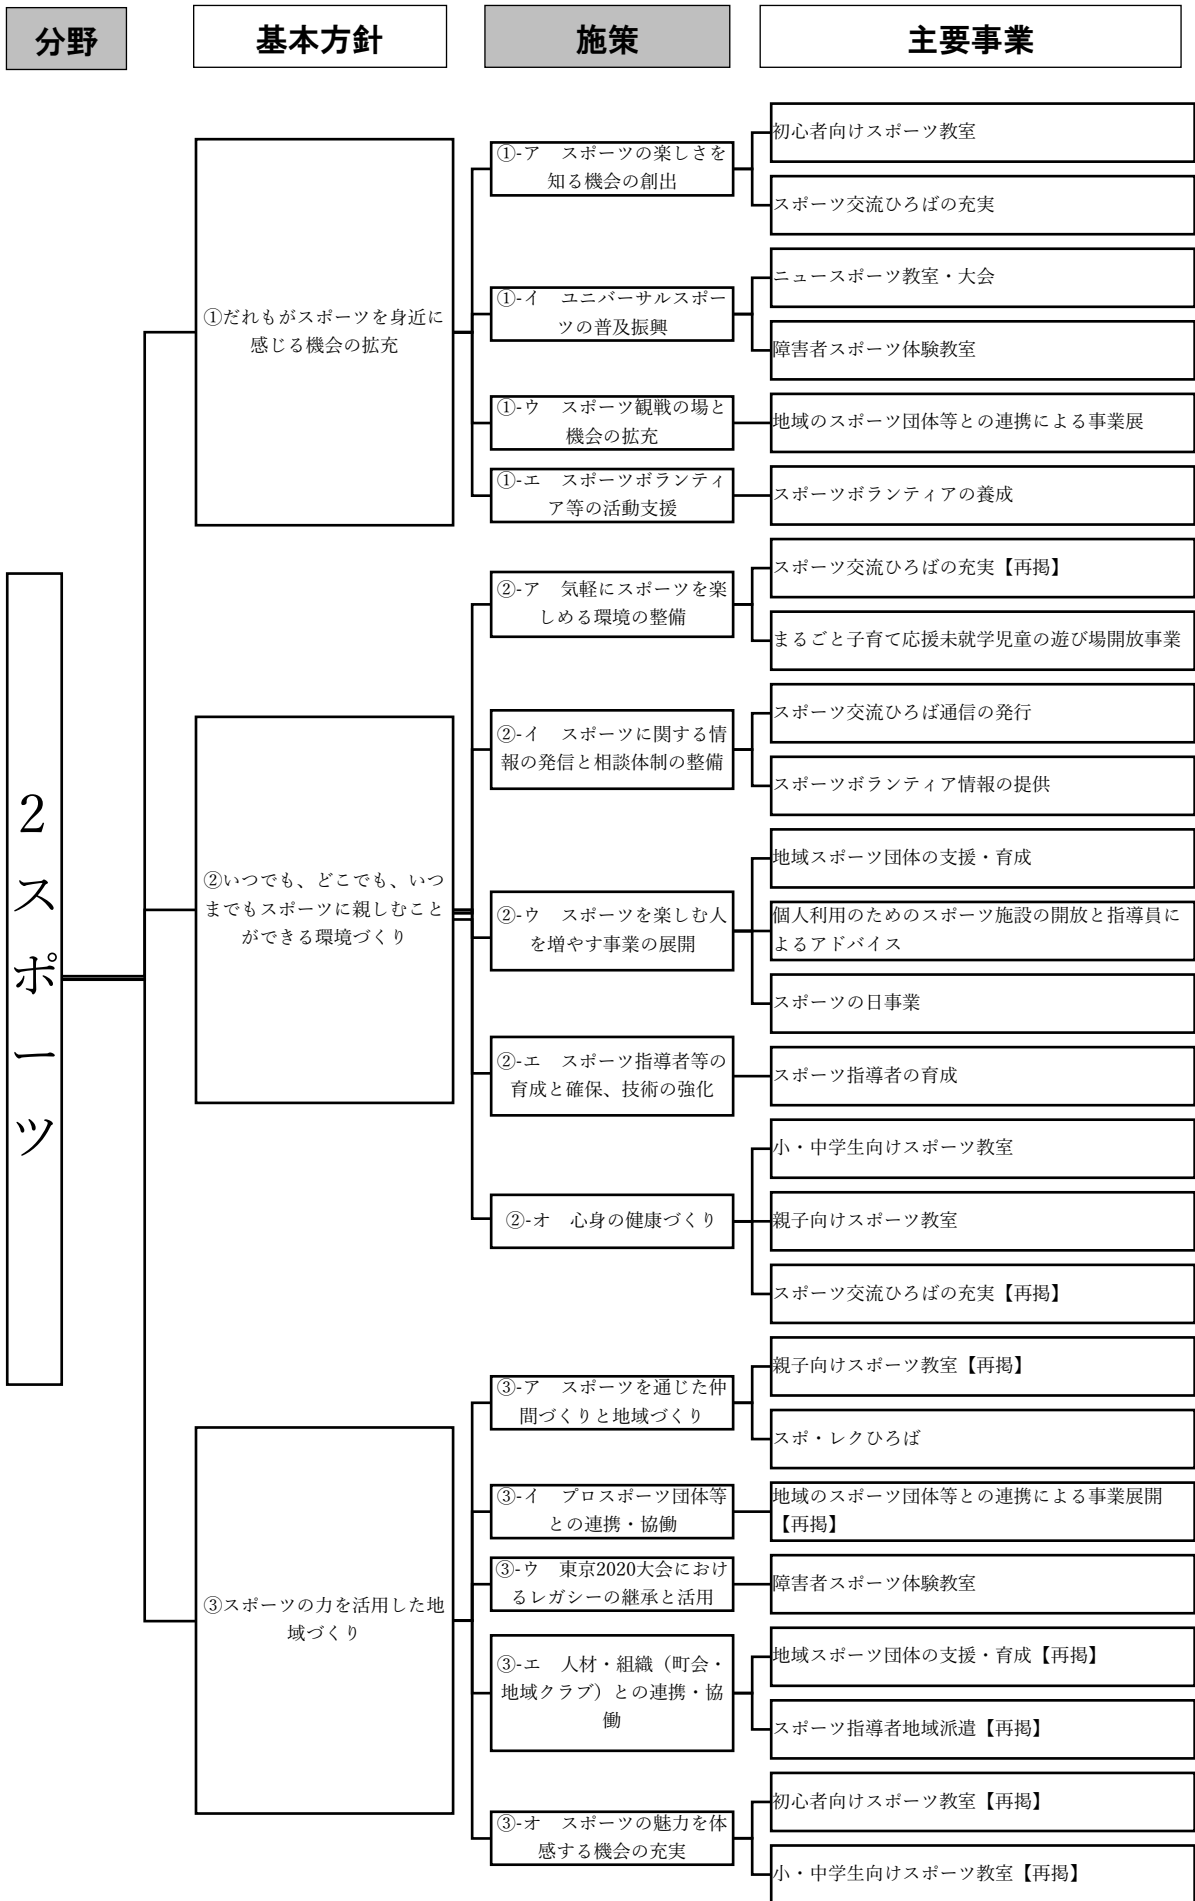 分野
基本方針
施策
主要事業
2スポーツ
①だれもがスポーツを身近に
感じる機会の拡充
①-ア　スポーツの楽しさを
知る機会の創出
初心者向けスポーツ教室
スポーツ交流ひろばの充実
①-イ　ユニバーサルスポー
ツの普及振興
ニュースポーツ教室・大会
障害者スポーツ体験教室
①-ウ　スポーツ観戦の場と
機会の拡充
地域のスポーツ団体等との連携による事業展
①-エ　スポーツボランティ
ア等の活動支援
スポーツボランティアの養成
②いつでも、どこでも、いつ
までもスポーツに親しむこと
ができる環境づくり
②-ア　気軽にスポーツを楽
しめる環境の整備
スポーツ交流ひろばの充実【再掲】
まるごと子育て応援未就学児童の遊び場開放事業
②-イ　スポーツに関する情
報の発信と相談体制の整備
スポーツ交流ひろば通信の発行
スポーツボランティア情報の提供
②-ウ　スポーツを楽しむ人
を増やす事業の展開
地域スポーツ団体の支援・育成
個人利用のためのスポーツ施設の開放と指導員に
よるアドバイス
スポーツの日事業
②-エ　スポーツ指導者等の
育成と確保、技術の強化
スポーツ指導者の育成
②-オ　心身の健康づくり
小・中学生向けスポーツ教室
親子向けスポーツ教室
スポーツ交流ひろばの充実【再掲】
③スポーツの力を活用した地
域づくり
③-ア　スポーツを通じた仲
間づくりと地域づくり
親子向けスポーツ教室【再掲】
スポ・レクひろば
③-イ　プロスポーツ団体等
との連携・協働
地域のスポーツ団体等との連携による事業展開
【再掲】
③-ウ　東京2020大会におけ
るレガシーの継承と活用
障害者スポーツ体験教室
③-エ　人材・組織（町会・
地域クラブ）との連携・協
働
地域スポーツ団体の支援・育成【再掲】
スポーツ指導者地域派遣【再掲】
③-オ　スポーツの魅力を体
感する機会の充実
初心者向けスポーツ教室【再掲】
小・中学生向けスポーツ教室【再掲】